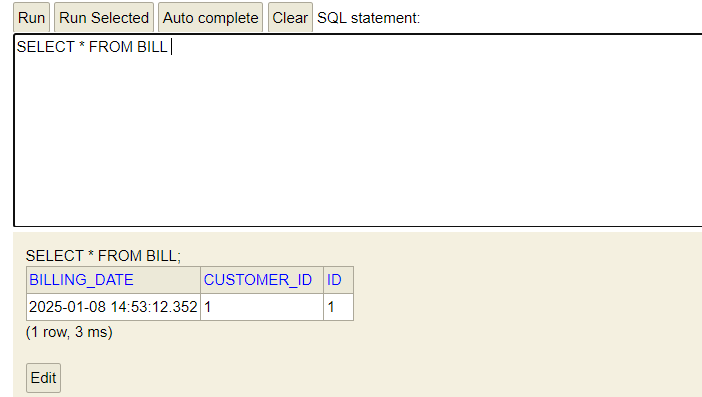 Run Run Selected Auto complete Clear SQL statement:
SELECT * FROM BILL
SELECT * FROM BILL;
BILLING_DATE CUSTOMER_ID ID
2025-01-08 14:53:12.352 1 1
(1 row, 3 ms)
Edit